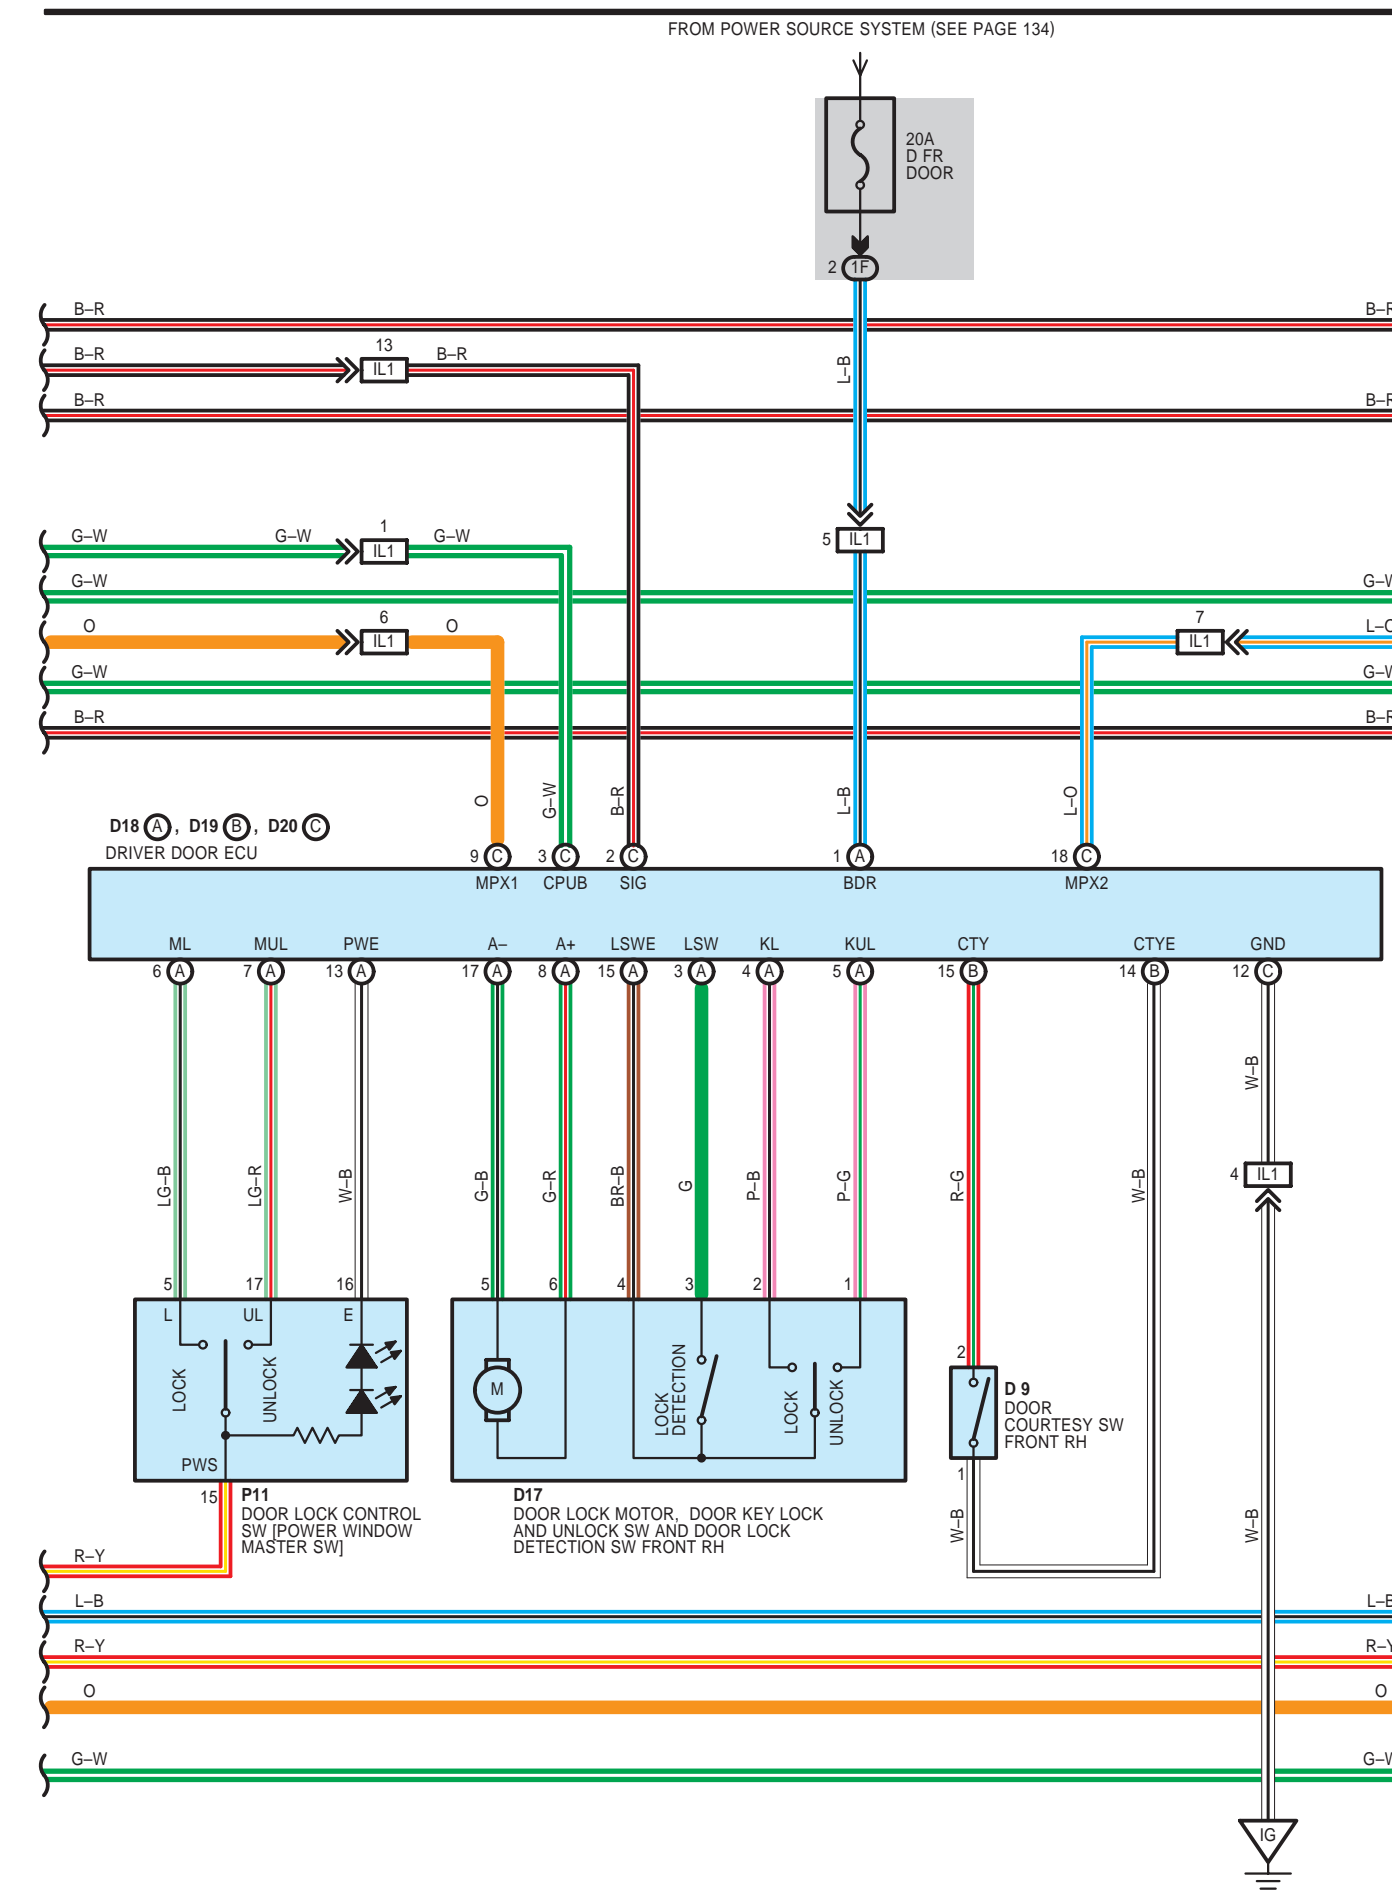 FROM POWER SOURCE SYSTEM (SEE PAGE 134)
20A
D FR
DOOR
2 1F
B–R B–R
13
B–R IL1 B–R
L–B
B–R B–R
1
G–W G–W IL1 G–W
5 IL1
G–W G–W
6 7
O IL1 O IL1 L–O
G–W G–W
B–R B–R
O G–W B–R L–B L–O
D18 A , D19 B , D20 C
DRIVER DOOR ECU
9 C 3 C 2 C 1 A 18 C
MPX1 CPUB SIG BDR MPX2
ML MUL PWE A– A+ LSWE LSW KL KUL CTY CTYE GND
6 A 7 A 13 A 17 A 8 A 15 A 3 A 4 A 5 A 15 B 14 B 12 C
W–B
LG–B LG–R W–B G–B G–R BR–B G P–B P–G R–G W–B
4 IL1
5 17 16 5 6 4 3 2 1
L UL E
LOCK UNLOCK
PWS
M
LOCK
DETECTION
LOCK UNLOCK
2
D 9
DOOR
COURTESY SW
FRONT RH
1
15
P11
DOOR LOCK CONTROL
SW [POWER WINDOW
MASTER SW]
D17
DOOR LOCK MOTOR, DOOR KEY LOCK
AND UNLOCK SW AND DOOR LOCK
DETECTION SW FRONT RH
W–B W–B
R–Y
L–B L–B
R–Y R–Y
O O
G–W G–W
IG